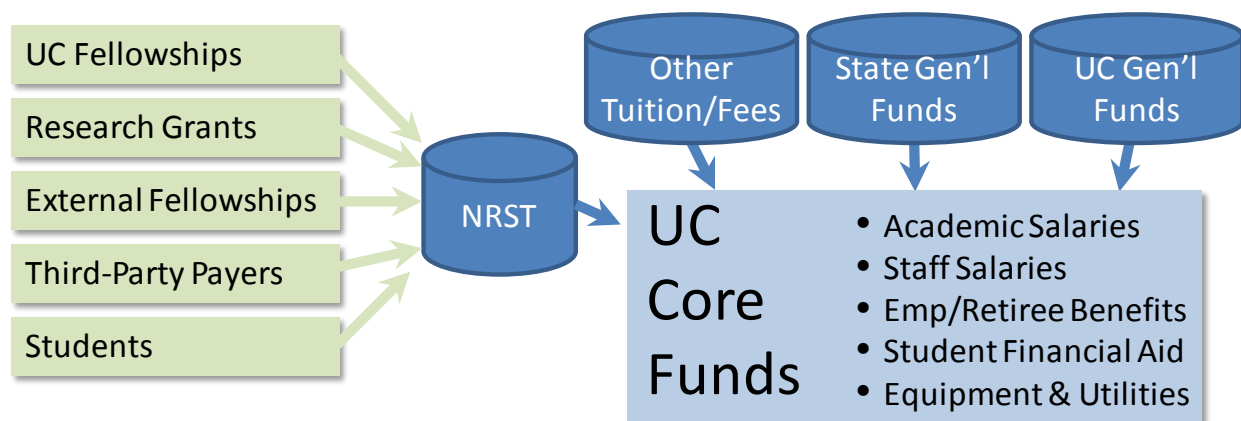 UC Fellowships
Research Grants
External Fellowships
Third-Party Payers
Students
NRST
Other
Tuition/Fees
State Gen’l
Funds
UC Gen’l
Funds
UC
Core
Funds
• Academic Salaries
• Staff Salaries
• Emp/Retiree Benefits
• Student Financial Aid
• Equipment & Utilities